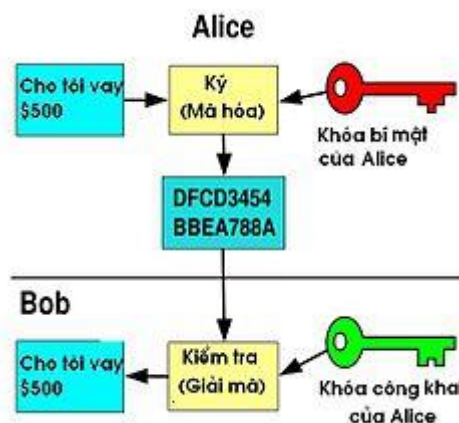 Alice
Cho tôi vay
$500
Ký
(Mã hóa)
Khóa bí mật
của Alice
DFCD3454
BBEA788A
Bob
Cho tôi vay
$500
Kiểm tra
(Giải mã)
Khóa công khai
của Alice